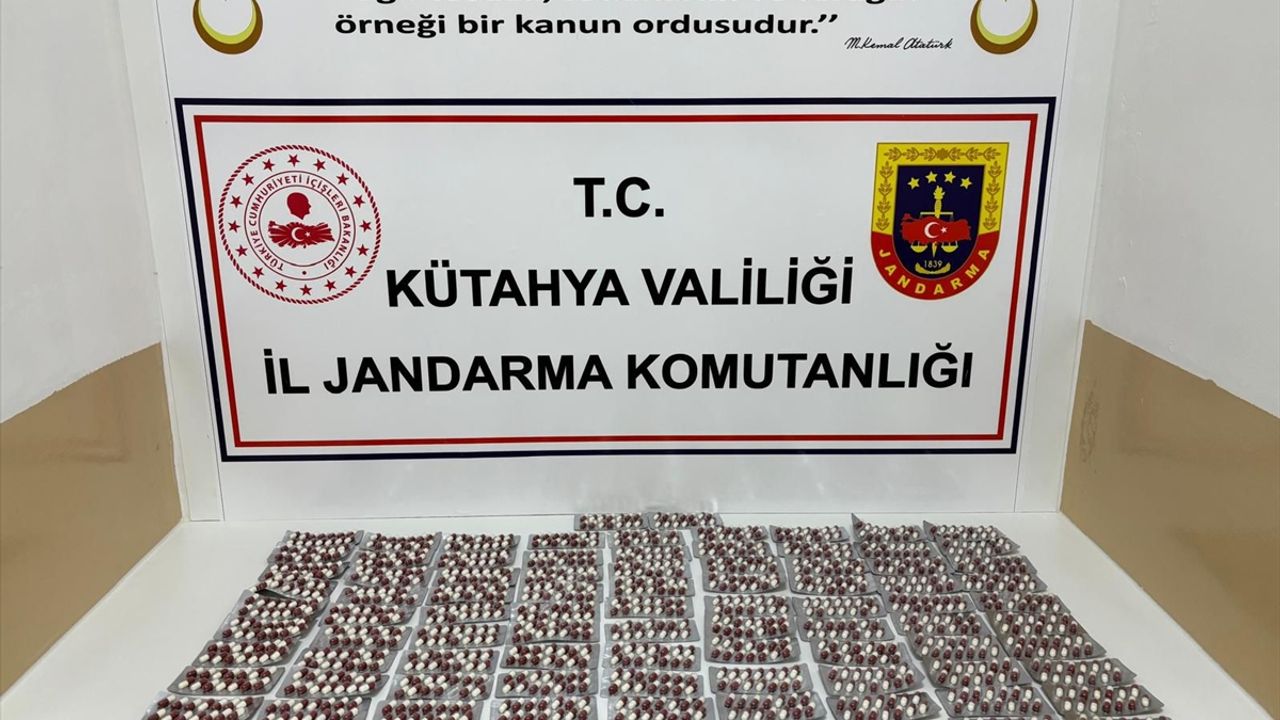 örneği bir kanun ordusudur.’’
M.Kemal Atatürk
TÜRKİYE CUMHURİYETİ İÇİŞLERİ BAKANLIĞI
T.C.
KÜTAHYA VALİLİĞİ
İL JANDARMA KOMUTANLIĞI
1839
JANDARMA